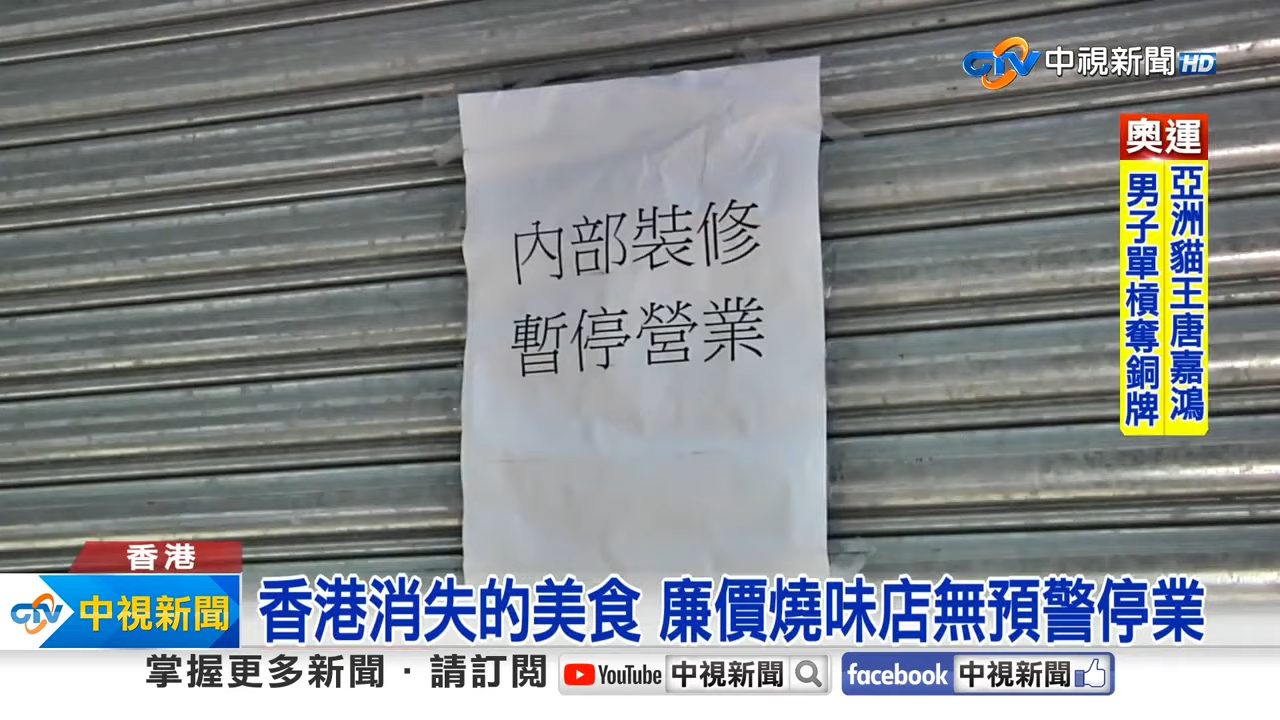 CTV 中視新聞 HD
奧運
亞洲貓王唐嘉鴻
男子單槓奪銅牌
內部裝修
暫停營業
香港
CTV 中視新聞
香港消失的美食 廉價燒味店無預警停業
掌握更多新聞·請訂閱 YouTube 中視新聞 facebook 中視新聞